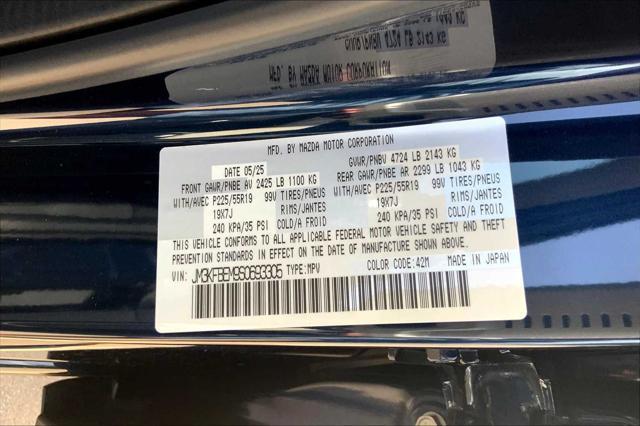 MFD. BY MAZDA MOTOR CORPORATION
DATE 05/25 GVWR/PNBV 4724 LB 2143 KG
FRONT GAWR/PNBE AV 2425 LB 1100 KG REAR GAWR/PNBE AR 2299 LB 1043 KG
WITH/AVEC P225/55R19 99V TIRES/PNEUS WITH/AVEC P225/55R19 99V TIRES/PNEUS
19X7J RIMS/JANTES 19X7J RIMS/JANTES
240 KPA/35 PSI COLD/A FROID 240 KPA/35 PSI COLD/A FROID
THIS VEHICLE CONFORMS TO ALL APPLICABLE FEDERAL MOTOR VEHICLE SAFETY AND THEFT
PREVENTION STANDARDS IN EFFECT ON THE DATE OF MANUFACTURE SHOWN ABOVE.
VIN: JM3KFBEM9S0693305 TYPE: MPV COLOR CODE: 42M MADE IN JAPAN